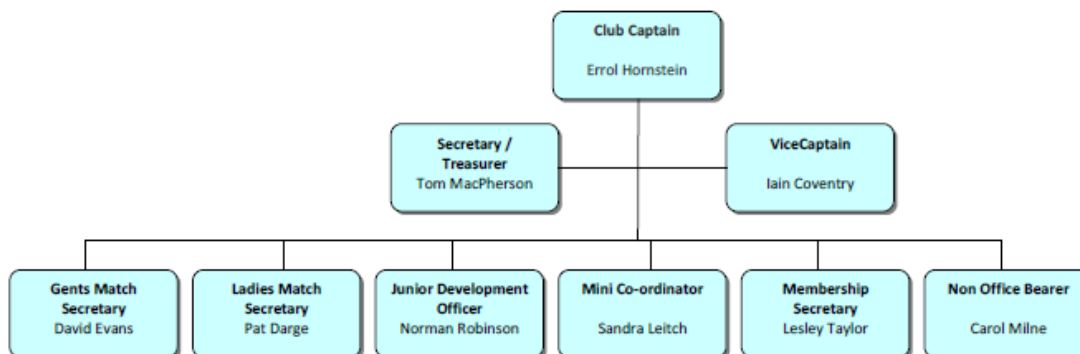 Club Captain
Errol Hornstein
Secretary /
Treasurer
Tom MacPherson
ViceCaptain
Iain Coventry
Gents Match
Secretary
David Evans
Ladies Match
Secretary
Pat Darge
Junior Development
Officer
Norman Robinson
Mini Co-ordinator
Sandra Leitch
Membership
Secretary
Lesley Taylor
Non Office Bearer
Carol Milne